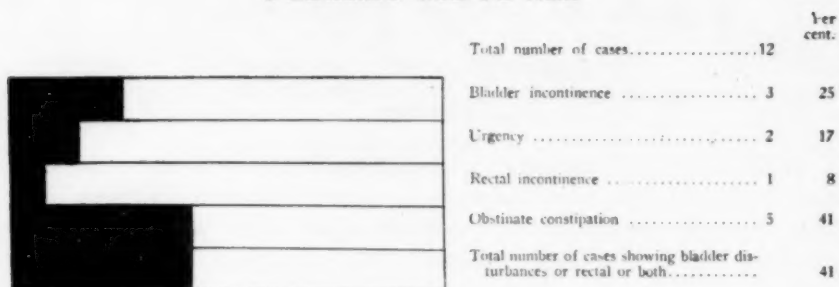 Per cent.
Total number of cases................. 12
Bladder incontinence ................ 3 25
Urgency ............................. 2 17
Rectal incontinence .................. 1 8
Obstinate constipation ................ 5 41
Total number of cases showing bladder dis-
turbances or rectal or both............ 41